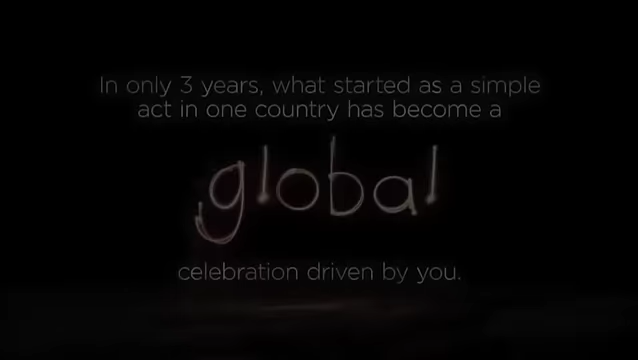 In only 3 years, what started as a simple
act in one country has become a
global
celebration driven by you.